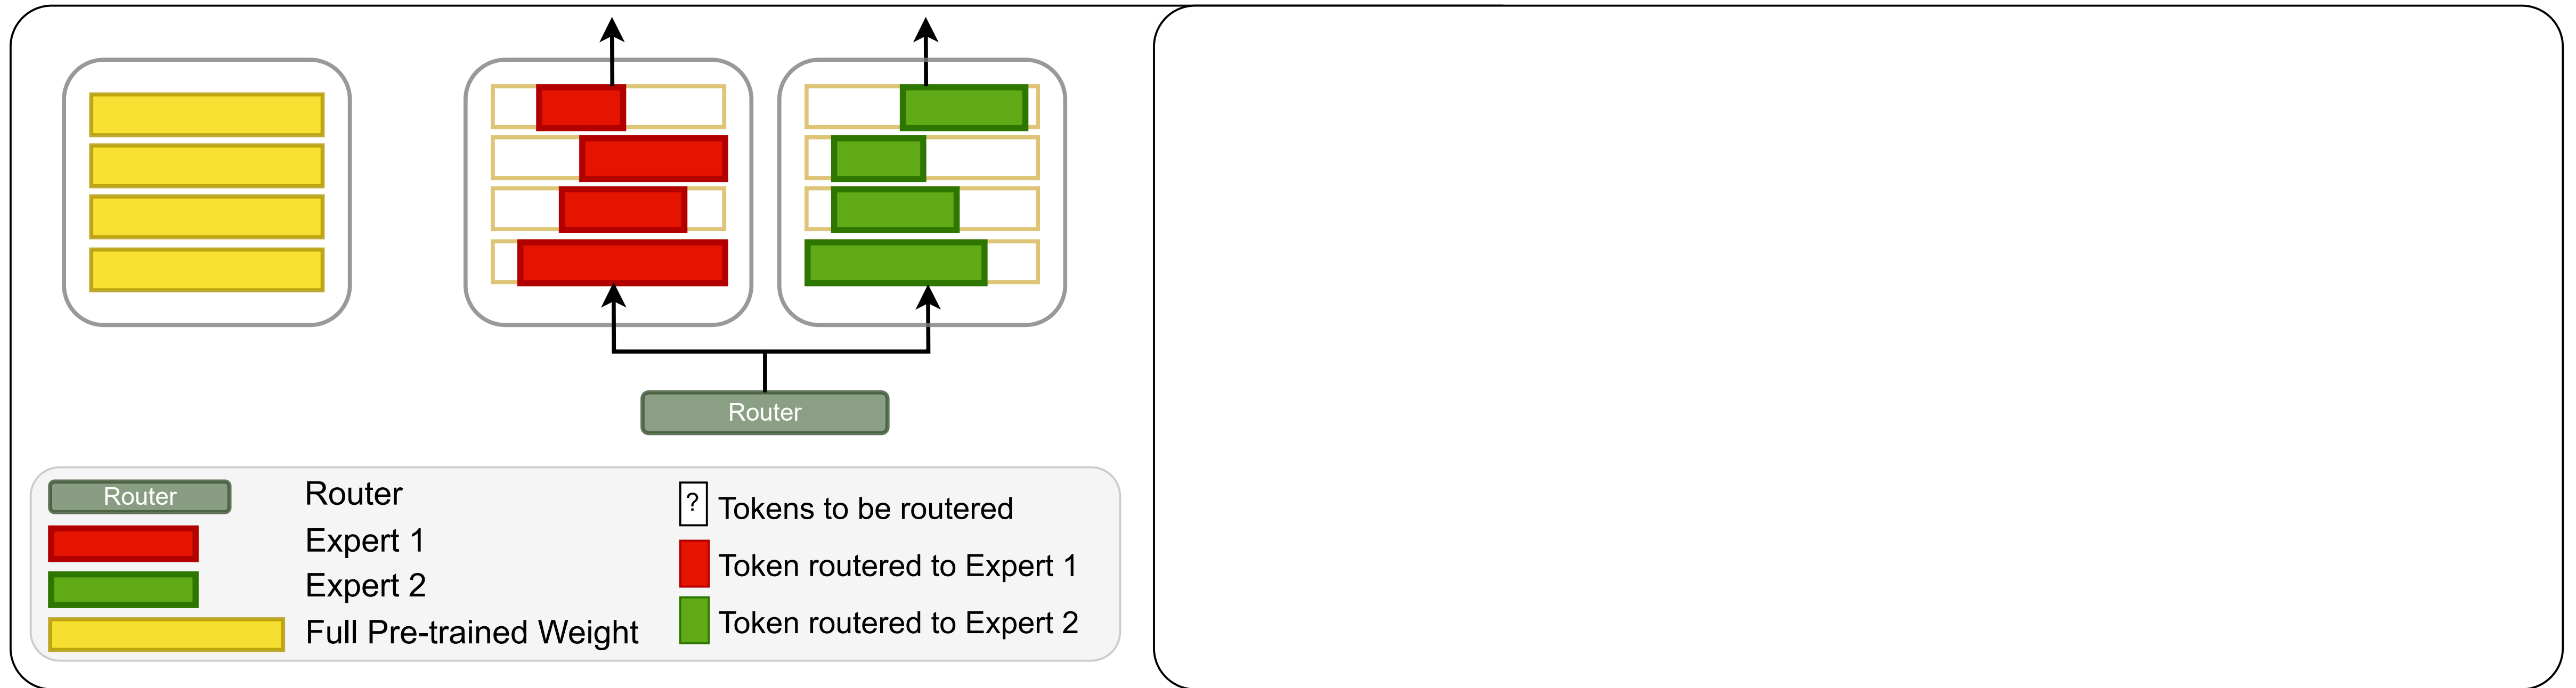 Router
Router
Router
Expert 1
Expert 2
Full Pre-trained Weight
?
Tokens to be routered
Token routered to Expert 1
Token routered to Expert 2